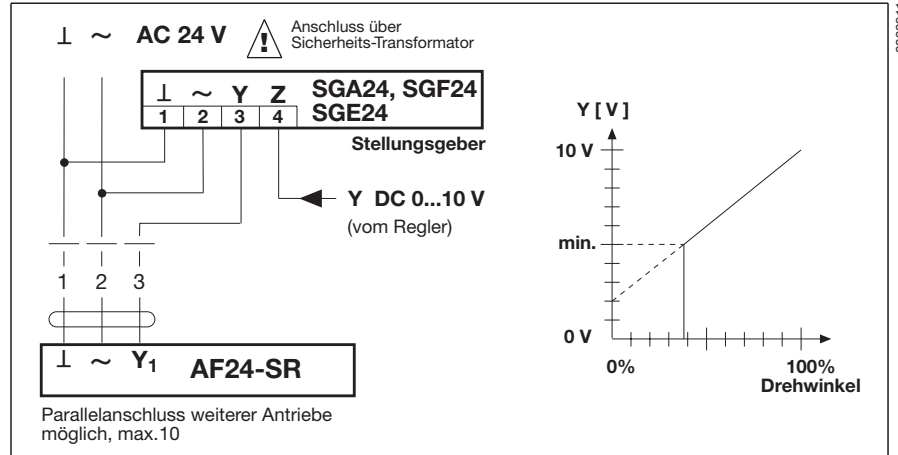 ⊥ ~ AC 24 V
Anschluss über
Sicherheits-Transformator
!
⊥ ~ Y Z
1 2 3 4
SGA24, SGF24
SGE24
Stellungsgeber
Y DC 0...10 V
(vom Regler)
1 2 3
⊥ ~ Y₁ AF24-SR
Parallelanschluss weiterer Antriebe
möglich, max.10
Y [ V ]
10 V
min.
0 V
0% 100%
Drehwinkel